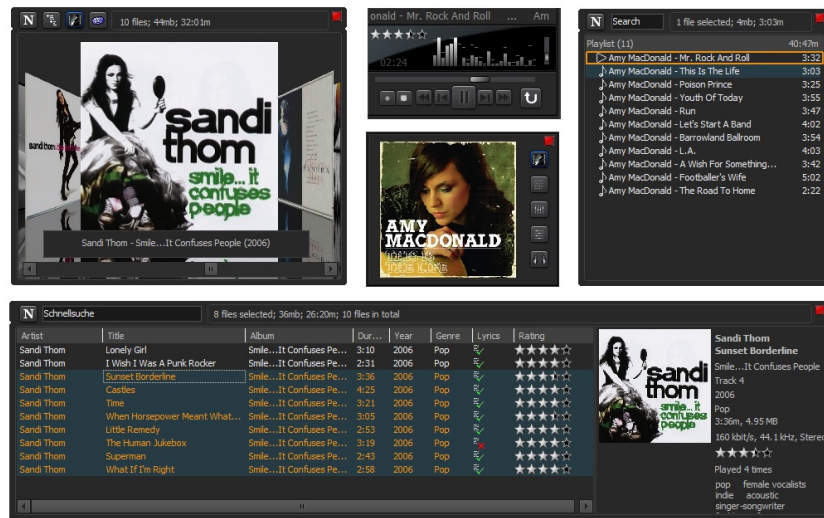 N
10 files; 44mb; 32:01m
sandi
thom
smile... it
confuses
people
Sandi Thom - Smile...It Confuses People (2006)
onald - Mr. Rock And Roll ... Am
02:24
AMY
MACDONALD
THIS IS
THE LIFE
N Search 1 file selected; 4mb; 3:03m
Playlist (11) 40:47m
Amy MacDonald - Mr. Rock And Roll 3:32
Amy MacDonald - This Is The Life 3:03
Amy MacDonald - Poison Prince 3:25
Amy MacDonald - Youth Of Today 3:55
Amy MacDonald - Run 3:47
Amy MacDonald - Let's Start A Band 4:02
Amy MacDonald - Barrowland Ballroom 3:54
Amy MacDonald - L.A. 4:03
Amy MacDonald - A Wish For Something... 3:42
Amy MacDonald - Footballer's Wife 5:02
Amy MacDonald - The Road To Home 2:22
N Schnellsuche 8 files selected; 36mb; 26:20m; 10 files in total
Artist Title Album Dur... Year Genre Lyrics Rating
Sandi Thom Lonely Girl Smile...It Confuses Pe... 3:10 2006 Pop
Sandi Thom I Wish I Was A Punk Rocker Smile...It Confuses Pe... 2:31 2006 Pop
Sandi Thom Sunset Borderline Smile...It Confuses Pe... 3:36 2006 Pop
Sandi Thom Castles Smile...It Confuses Pe... 4:25 2006 Pop
Sandi Thom Time Smile...It Confuses Pe... 3:21 2006 Pop
Sandi Thom When Horsepower Meant What... Smile...It Confuses Pe... 3:05 2006 Pop
Sandi Thom Little Remedy Smile...It Confuses Pe... 2:53 2006 Pop
Sandi Thom The Human Jukebox Smile...It Confuses Pe... 3:19 2006 Pop
Sandi Thom Superman Smile...It Confuses Pe... 2:43 2006 Pop
Sandi Thom What If I'm Right Smile...It Confuses Pe... 2:58 2006 Pop
sandi
thom
smile... it
confuses
people
Sandi Thom
Sunset Borderline
Smile...It Confuses People
Track 4
2006
Pop
3:36m, 4.95 MB
160 kbit/s, 44.1 kHz, Stereo
Played 4 times
pop female vocalists
indie acoustic
singer-songwriter